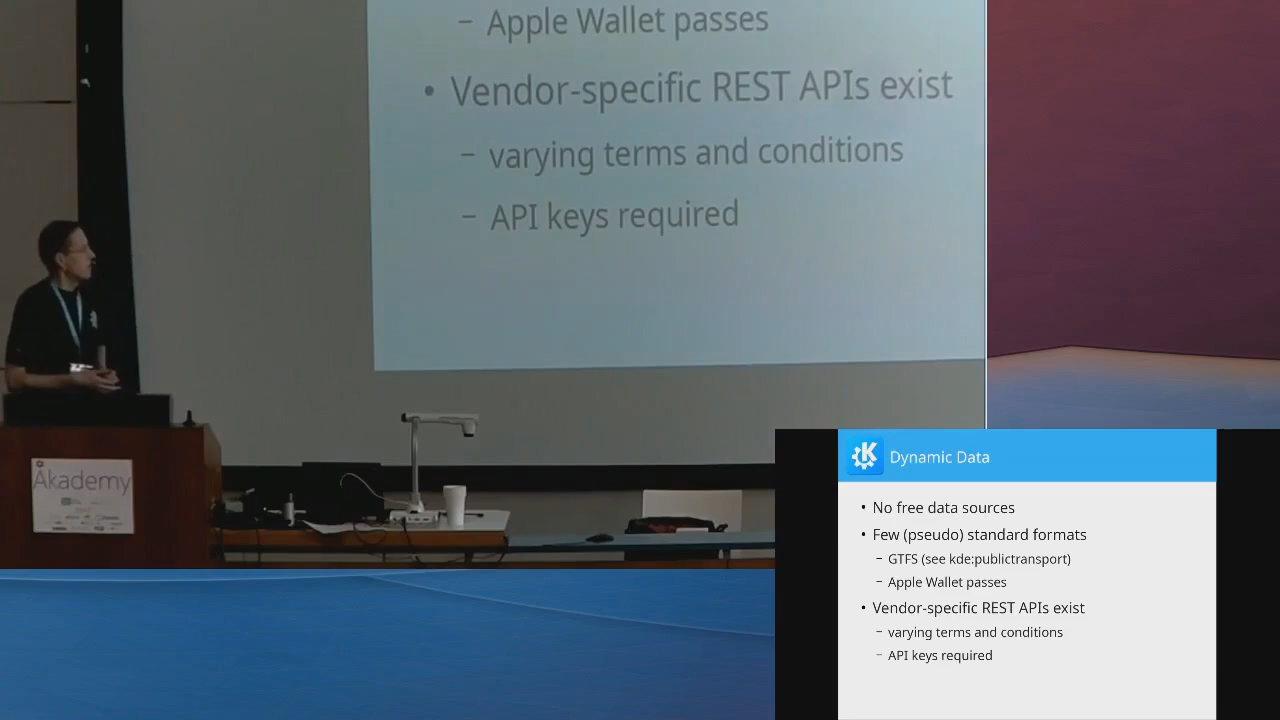 – Apple Wallet passes
• Vendor-specific REST APIs exist
– varying terms and conditions
– API keys required
Akademy
Dynamic Data
• No free data sources
• Few (pseudo) standard formats
– GTFS (see kde:publictransport)
– Apple Wallet passes
• Vendor-specific REST APIs exist
– varying terms and conditions
– API keys required